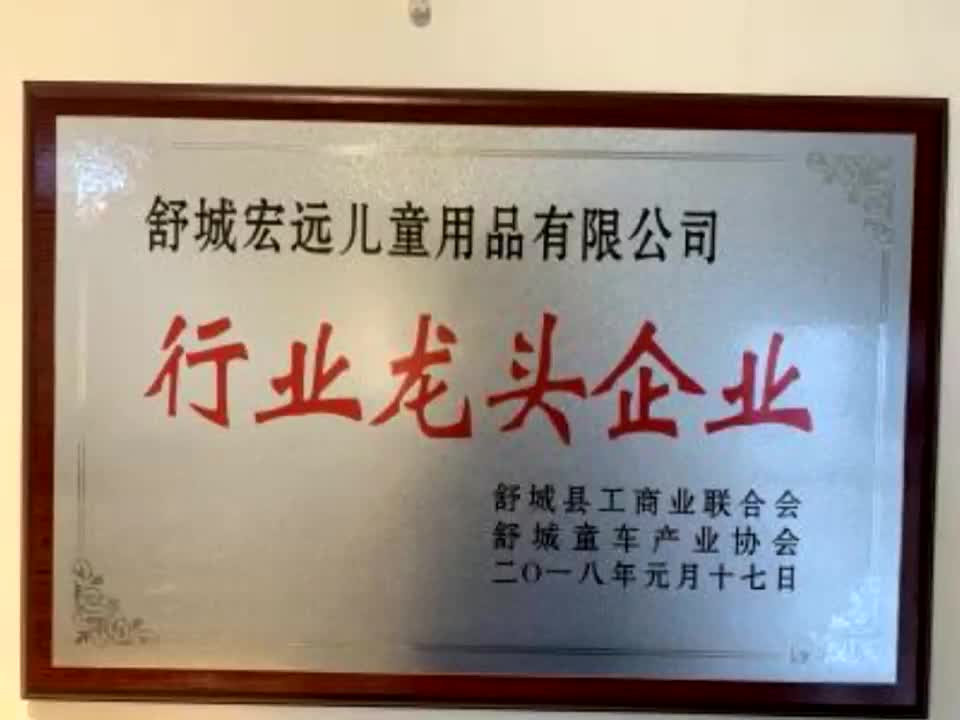 舒城宏远儿童用品有限公司
行业龙头企业
舒城县工商业联合会
舒城童车产业协会
二〇一八年元月十七日